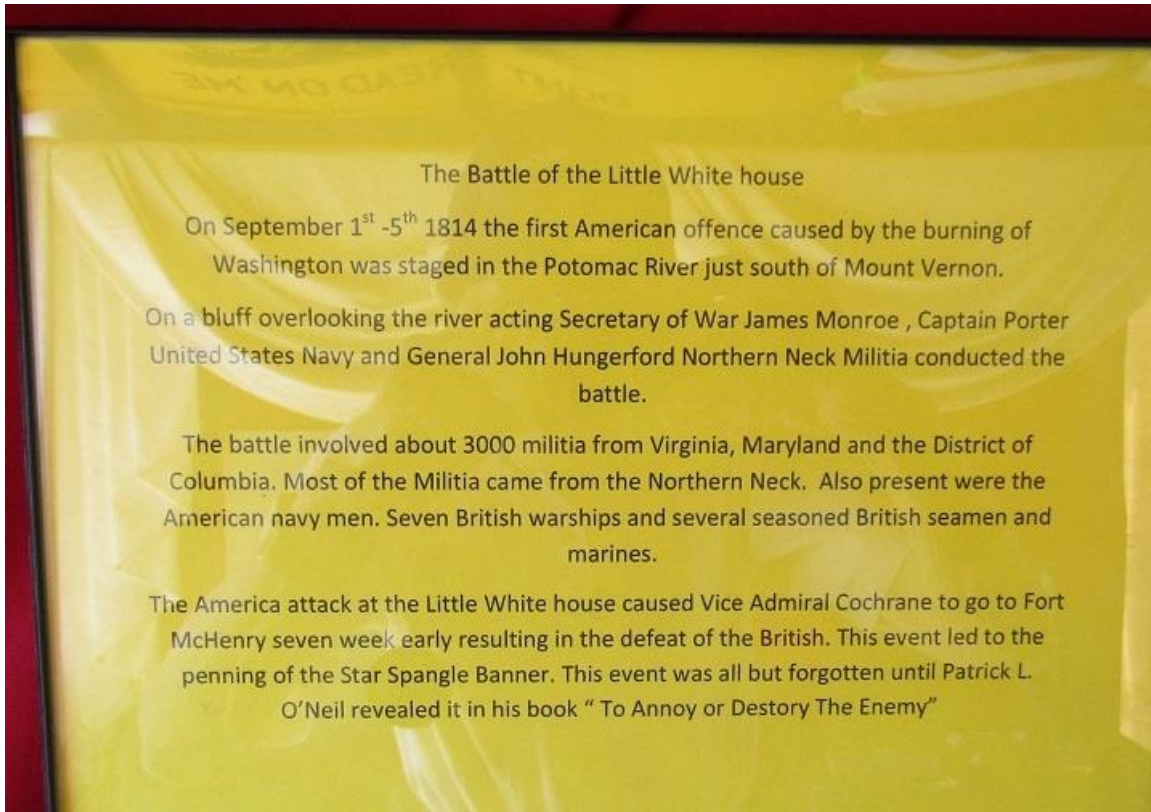 The Battle of the Little White house
On September 1st -5th 1814 the first American offence caused by the burning of
Washington was staged in the Potomac River just south of Mount Vernon.
On a bluff overlooking the river acting Secretary of War James Monroe , Captain Porter
United States Navy and General John Hungerford Northern Neck Militia conducted the
battle.
The battle involved about 3000 militia from Virginia, Maryland and the District of
Columbia. Most of the Militia came from the Northern Neck.  Also present were the
American navy men. Seven British warships and several seasoned British seamen and
marines.
The America attack at the Little White house caused Vice Admiral Cochrane to go to Fort
McHenry seven week early resulting in the defeat of the British. This event led to the
penning of the Star Spangle Banner. This event was all but forgotten until Patrick L.
O’Neil revealed it in his book “ To Annoy or Destory The Enemy”